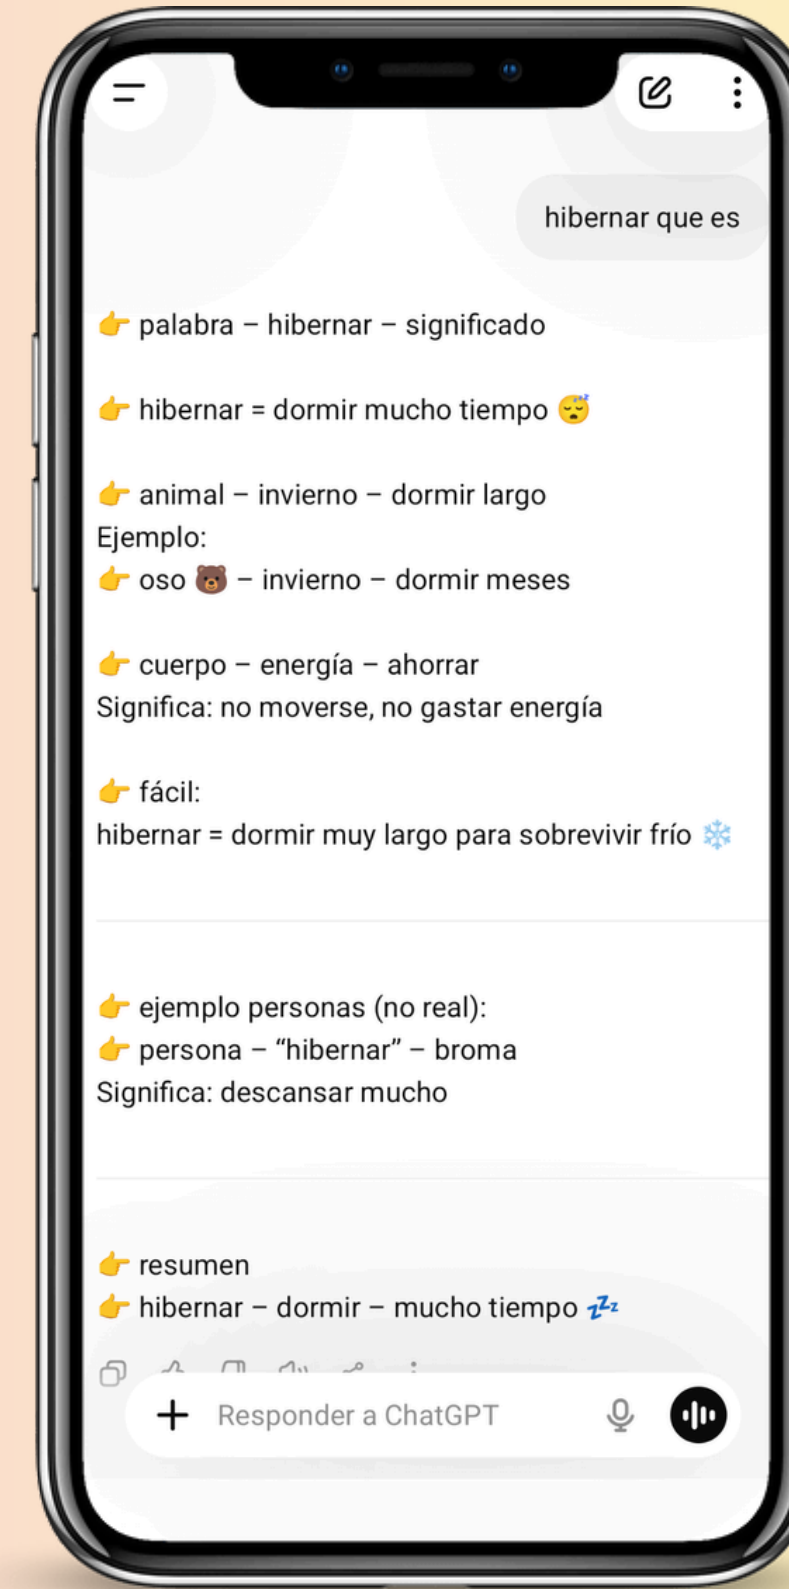 hibernar que es
👉 palabra – hibernar – significado
👉 hibernar = dormir mucho tiempo 😴
👉 animal – invierno – dormir largo
Ejemplo:
👉 oso 🐻 – invierno – dormir meses
👉 cuerpo – energía – ahorrar
Significa: no moverse, no gastar energía
👉 fácil:
hibernar = dormir muy largo para sobrevivir frío ❄️
👉 ejemplo personas (no real):
👉 persona – “hibernar” – broma
Significa: descansar mucho
👉 resumen
👉 hibernar – dormir – mucho tiempo 💤
Responder a ChatGPT